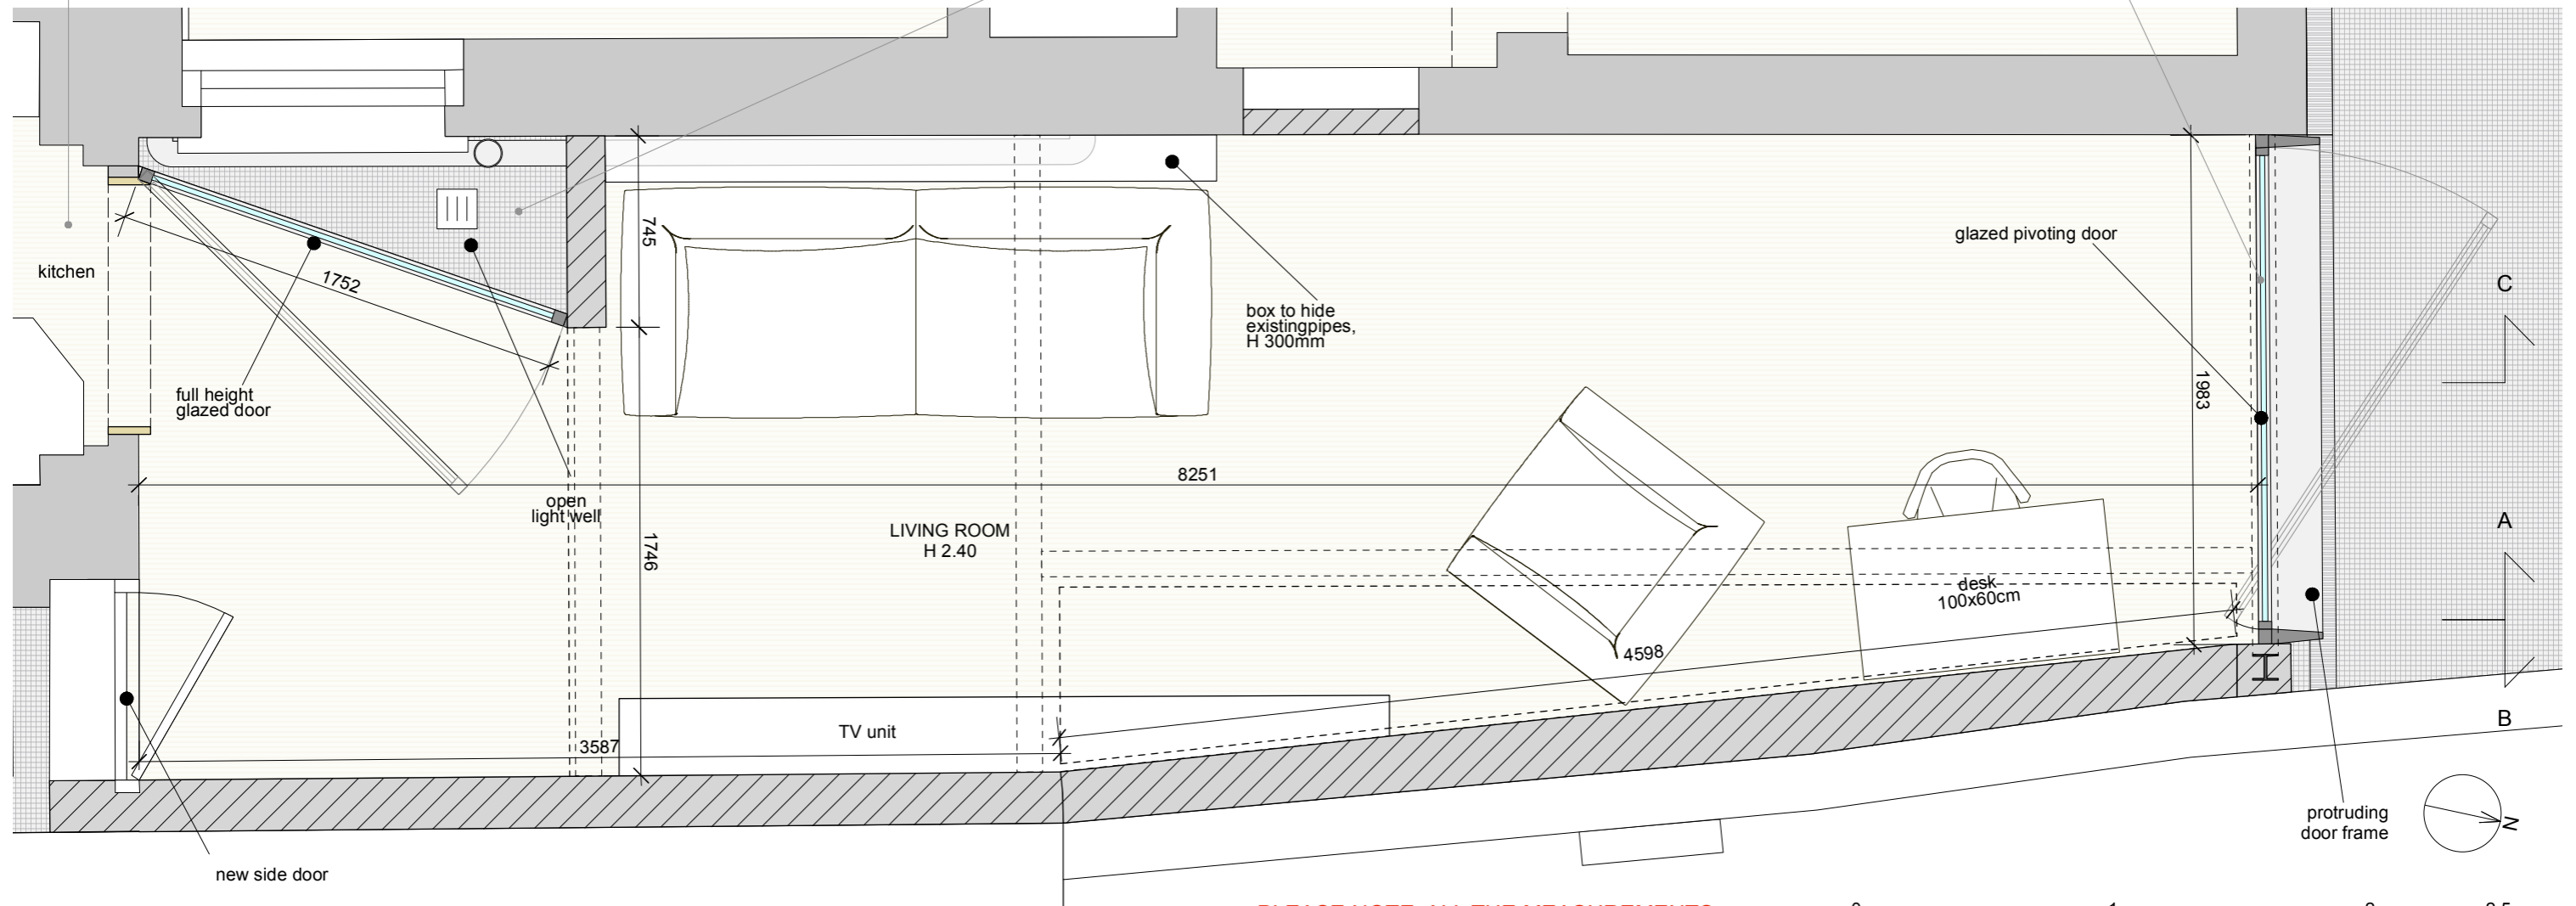 kitchen
1752
full height
glazed door
745
box to hide
existingpipes,
H 300mm
glazed pivoting door
1983
C
8251
open
light well
1746
LIVING ROOM
H 2.40
A
desk
100x60cm
4598
B
TV unit
3587
protruding
door frame
N
new side door